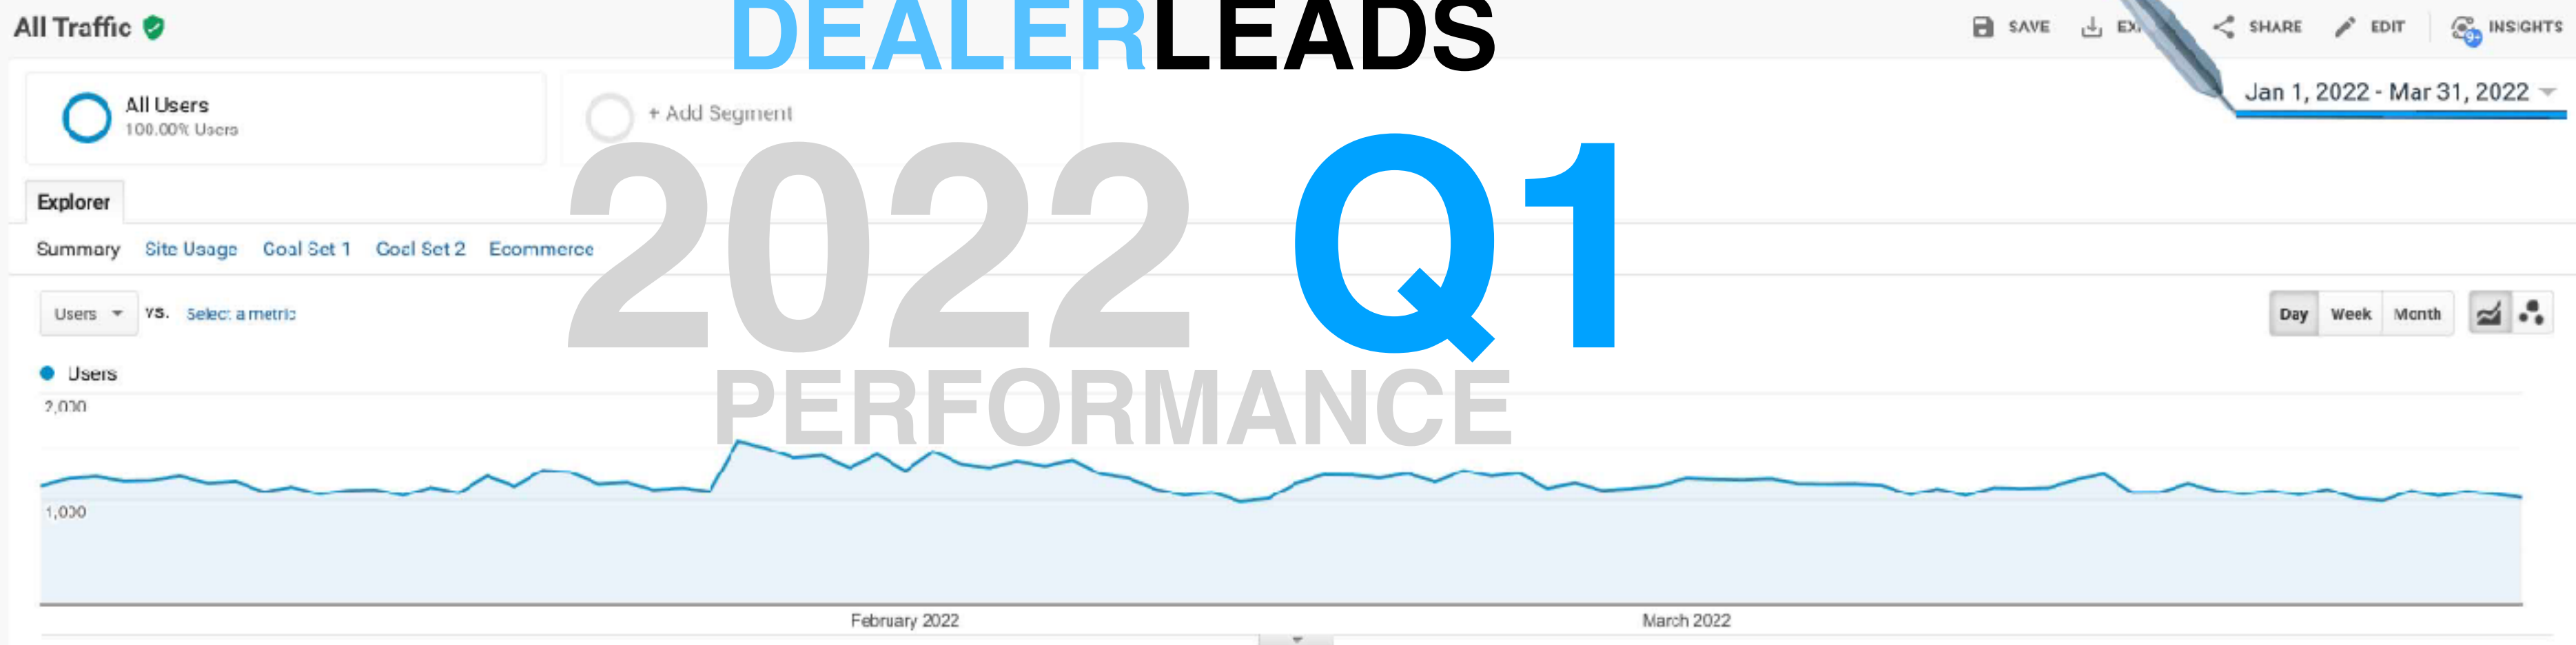 All Traffic
DEALERLEADS
SAVE
SHARE
EDIT
9+
INSIGHTS
All Users
100.00% Users
+ Add Segment
Jan 1, 2022 - Mar 31, 2022
2022 Q1
Explorer
Summary Site Usage Goal Set 1 Goal Set 2 Ecommerce
Users VS. Select a metric
Day Week Month
PERFORMANCE
Users
2,000
1,000
February 2022 March 2022